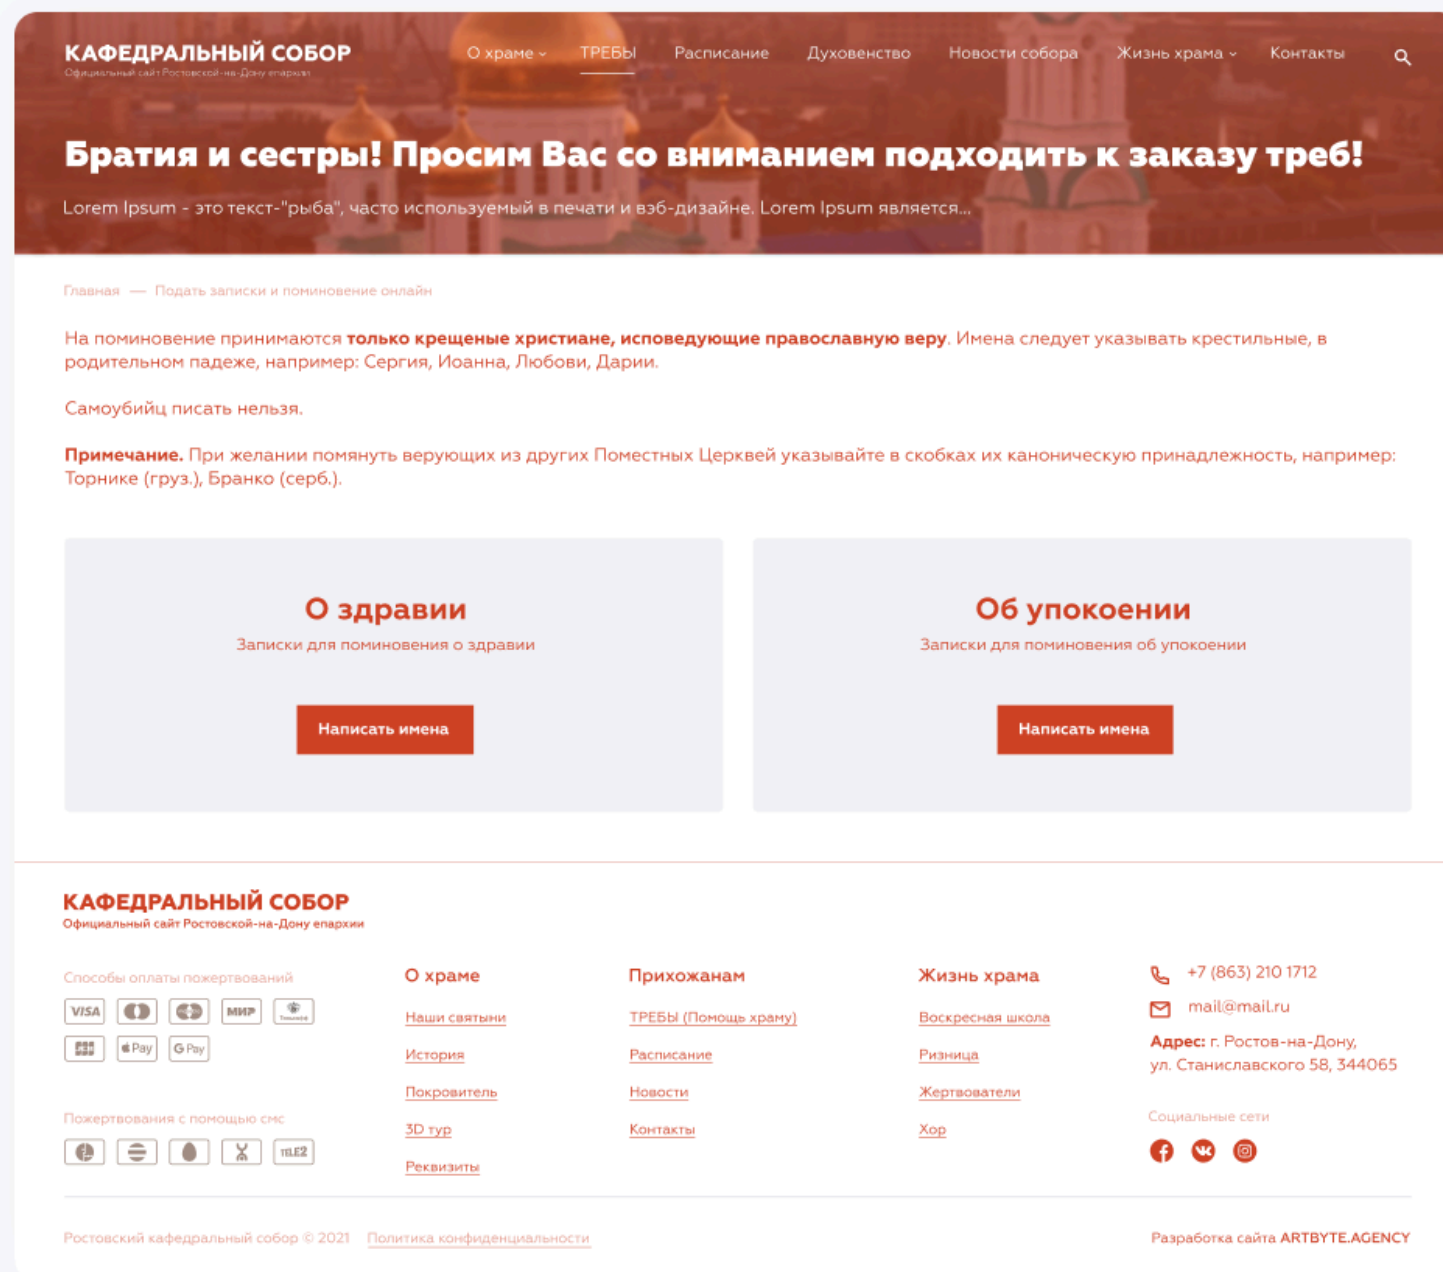 КАФЕДРАЛЬНЫЙ СОБОР
Официальный сайт Ростовской-на-Дону епархии
О храме
ТРЕБЫ
Расписание
Духовенство
Новости собора
Жизнь храма
Контакты
Братия и сестры! Просим Вас со вниманием подходить к заказу треб!
Lorem Ipsum - это текст-"рыба", часто используемый в печати и вэб-дизайне. Lorem Ipsum является...
Главная — Подать записки и поминовение онлайн
На поминовение принимаются только крещеные христиане, исповедующие православную веру. Имена следует указывать крестильные, в
родительном падеже, например: Сергия, Иоанна, Любови, Дарии.
Самоубийц писать нельзя.
Примечание. При желании помянуть верующих из других Поместных Церквей указывайте в скобках их каноническую принадлежность, например:
Торнике (груз.), Бранко (серб.).
О здравии
Записки для поминовения о здравии
Написать имена
Об упокоении
Записки для поминовения об упокоении
Написать имена
КАФЕДРАЛЬНЫЙ СОБОР
Официальный сайт Ростовской-на-Дону епархии
Способы оплаты пожертвований
VISA
МИР
Тинькофф
JCB
Pay
G Pay
Пожертвования с помощью смс
TELE2
О храме
Наши святыни
История
Покровитель
3D тур
Реквизиты
Прихожанам
ТРЕБЫ (Помощь храму)
Расписание
Новости
Контакты
Жизнь храма
Воскресная школа
Ризница
Жертвователи
Хор
+7 (863) 210 1712
mail@mail.ru
Адрес: г. Ростов-на-Дону,
ул. Станиславского 58, 344065
Социальные сети
Ростовский кафедральный собор © 2021
Политика конфиденциальности
Разработка сайта ARTBYTE.AGENCY